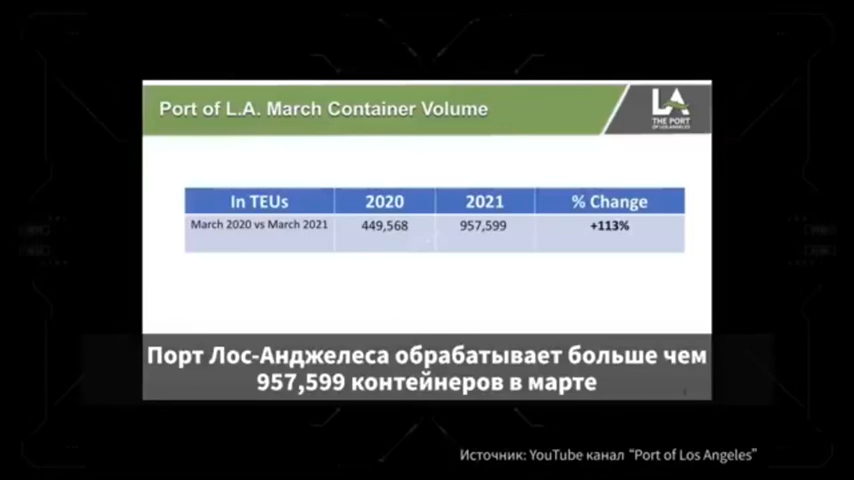 Port of L.A. March Container Volume
LA
THE PORT
OF LOS ANGELES
In TEUs 2020 2021 % Change
March 2020 vs March 2021 449,568 957,599 +113%
Порт Лос-Анджелеса обрабатывает больше чем
957,599 контейнеров в марте
Источник: YouTube канал “Port of Los Angeles”